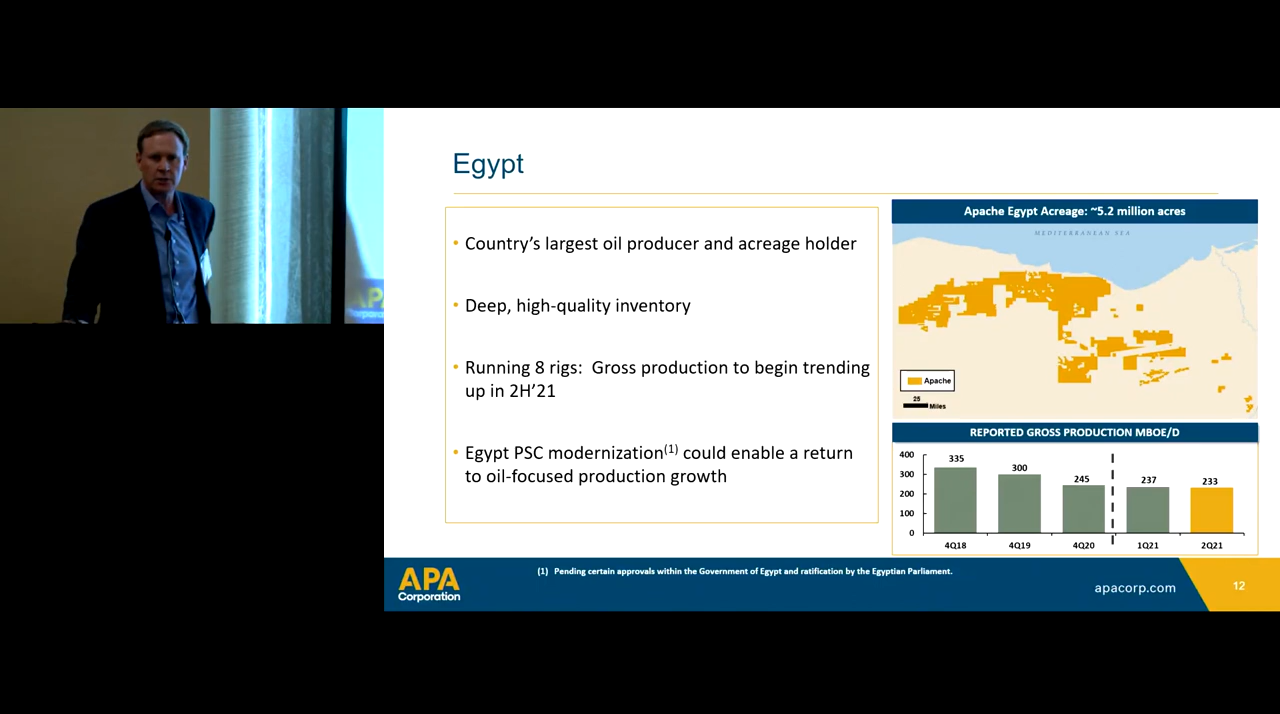 Egypt
• Country's largest oil producer and acreage holder
• Deep, high-quality inventory
• Running 8 rigs:  Gross production to begin trending
up in 2H'21
• Egypt PSC modernization(1) could enable a return
to oil-focused production growth
Apache Egypt Acreage: ~5.2 million acres
MEDITERRANEAN SEA
Apache
25
Miles
REPORTED GROSS PRODUCTION MBOE/D
400
300
200
100
0
335
300
245
237
233
4Q18
4Q19
4Q20
1Q21
2Q21
(1) Pending certain approvals within the Government of Egypt and ratification by the Egyptian Parliament.
APA
Corporation
apacorp.com
12